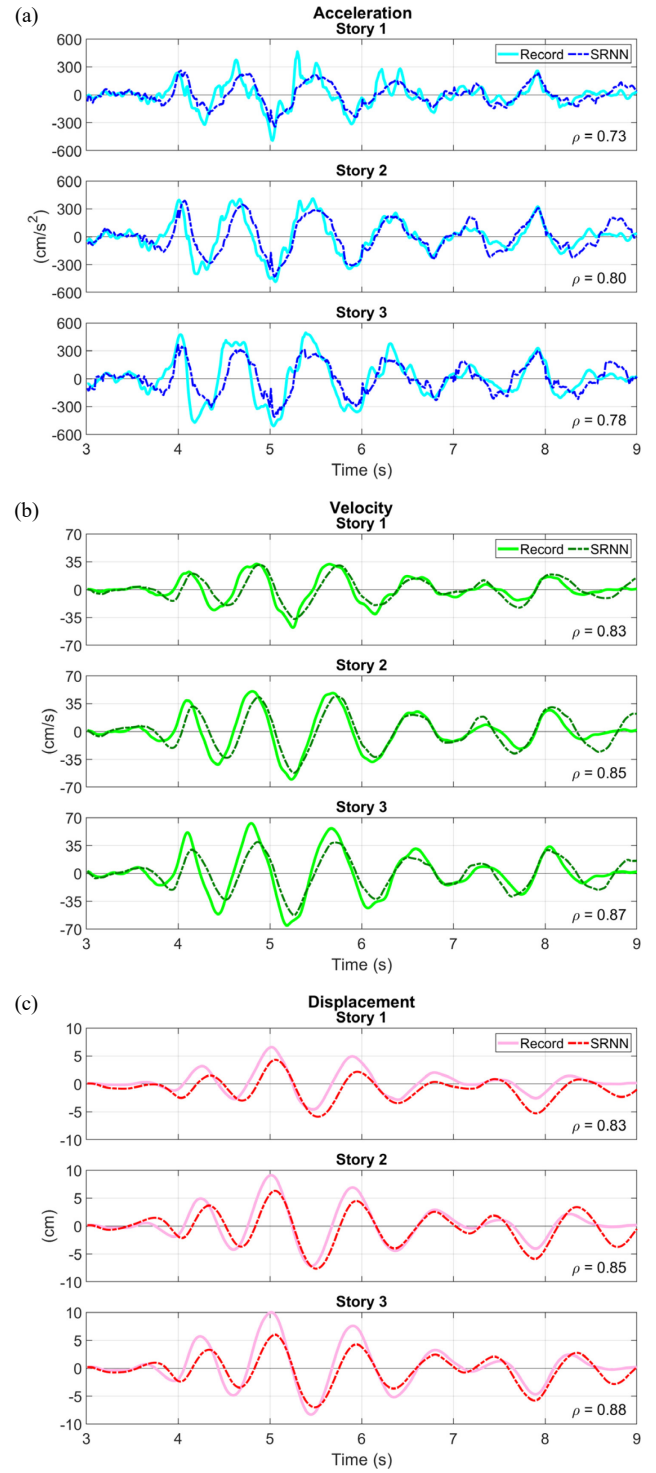 (a)
Acceleration
Story 1
600
300
0
-300
-600
Record
SRNN
ρ = 0.73
Story 2
600
300
0
-300
-600
(cm/s²)
ρ = 0.80
Story 3
600
300
0
-300
-600
ρ = 0.78
3 4 5 6 7 8 9
Time (s)
(b)
Velocity
Story 1
70
35
0
-35
-70
Record
SRNN
ρ = 0.83
Story 2
70
35
0
-35
-70
(cm/s)
ρ = 0.85
Story 3
70
35
0
-35
-70
ρ = 0.87
3 4 5 6 7 8 9
Time (s)
(c)
Displacement
Story 1
10
5
0
-5
-10
Record
SRNN
ρ = 0.83
Story 2
10
5
0
-5
-10
(cm)
ρ = 0.85
Story 3
10
5
0
-5
-10
ρ = 0.88
3 4 5 6 7 8 9
Time (s)